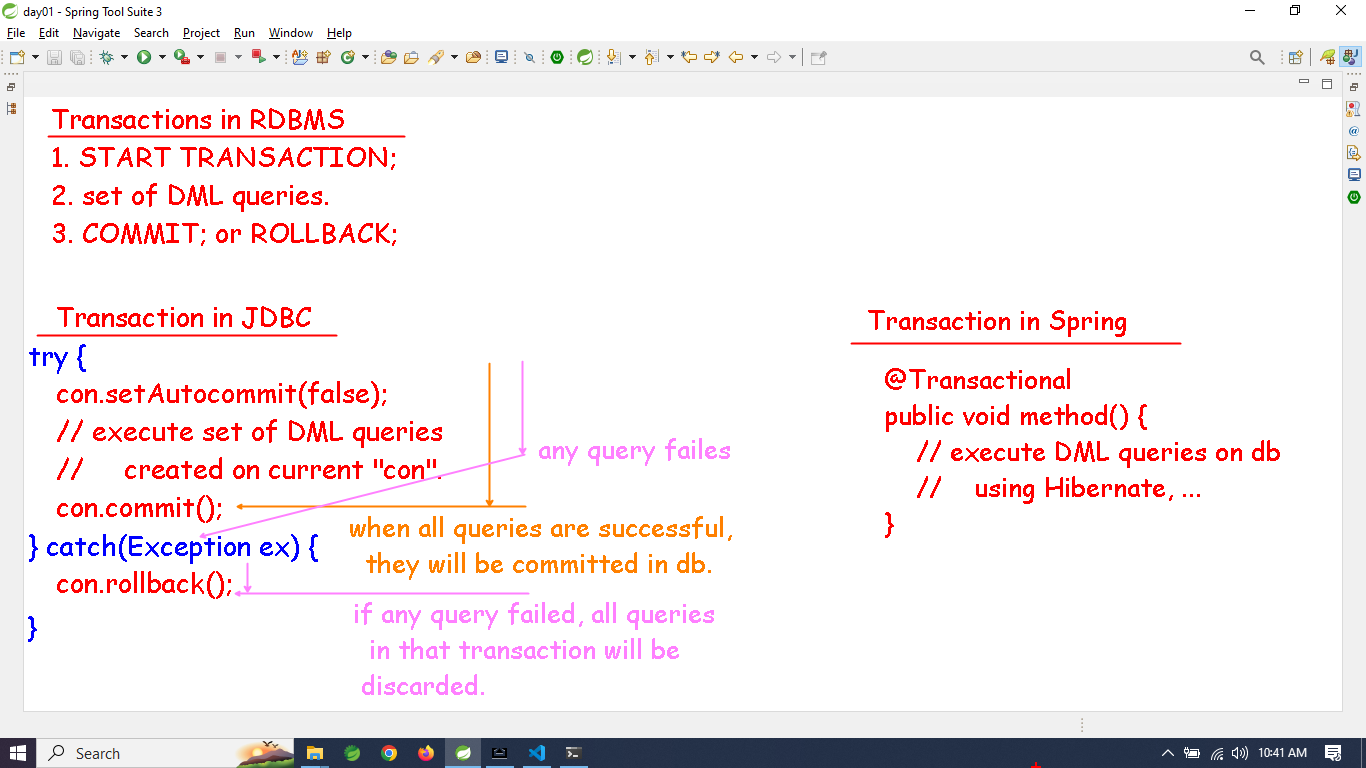 day01 - Spring Tool Suite 3
File Edit Navigate Search Project Run Window Help
Transactions in RDBMS
1. START TRANSACTION;
2. set of DML queries.
3. COMMIT; or ROLLBACK;
Transaction in JDBC
try {
con.setAutocommit(false);
// execute set of DML queries
// created on current "con".
con.commit();
} catch(Exception ex) {
con.rollback();
}
any query failes
when all queries are successful,
they will be committed in db.
if any query failed, all queries
in that transaction will be
discarded.
Transaction in Spring
@Transactional
public void method() {
// execute DML queries on db
// using Hibernate, ...
}
Search
10:41 AM